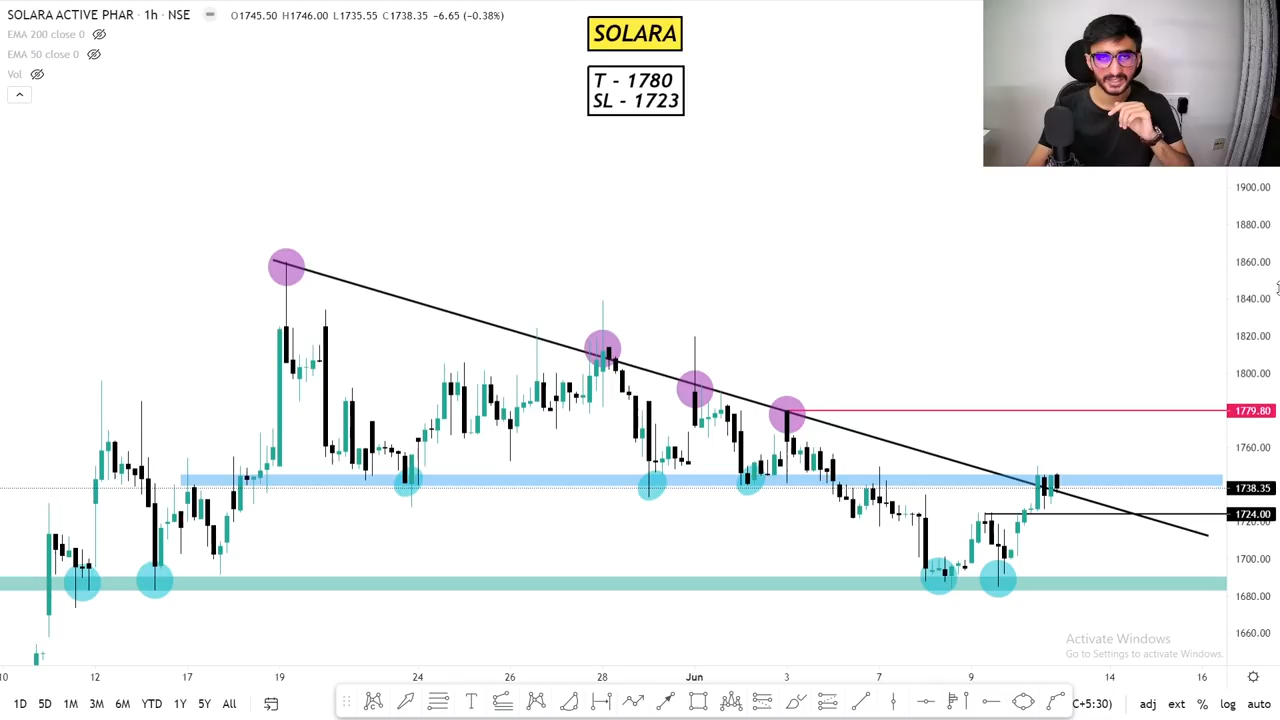 SOLARA ACTIVE PHAR · 1h · NSE O1745.50 H1746.00 L1735.55 C1738.35 -6.65 (-0.38%)
EMA 200 close 0
EMA 50 close 0
Vol
SOLARA
T - 1780
SL - 1723
1900.00
1880.00
1860.00
1840.00
1820.00
1800.00
1779.80
1760.00
1738.35
1724.00
1720.00
1700.00
1680.00
1660.00
Activate Windows
Go to Settings to activate Windows.
10 12 17 19 24 26 28 Jun 3 7 9 14 16
1D 5D 1M 3M 6M YTD 1Y 5Y All C+5:30) adj ext % log auto